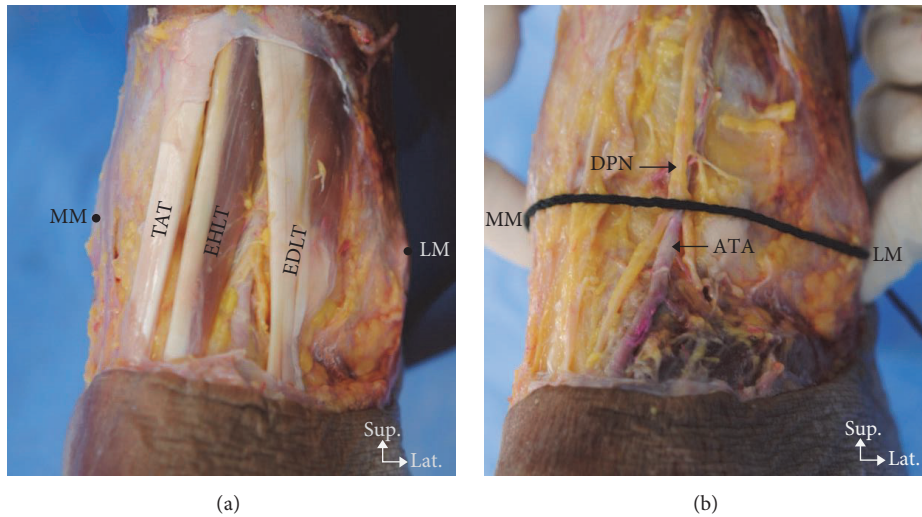 MM
TAT
EHLT
EDLT
LM
Sup.
Lat.
(a)
DPN
MM
ATA
LM
Sup.
Lat.
(b)